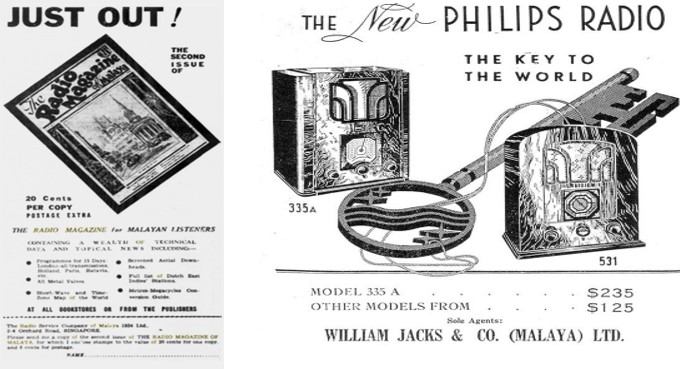 JUST OUT!
THE
SECOND
ISSUE
OF
The
Radio
Magazine
of Malaya
20 Cents
PER COPY
POSTAGE EXTRA
THE RADIO MAGAZINE for MALAYAN LISTENERS
CONTAINING A WEALTH OF TECHNICAL
DATA AND TOPICAL NEWS INCLUDING—
Programmes for 15 Days
London all transmissions,
Holland, Paris, Batavia,
etc.
All Metal Valves
Short-Wave and Time-
Zone Map of the World
Screened Aerial Down-
heads.
Full list of Dutch East
Indies' Stations.
Metres-Megacycles Con-
version Guide.
AT ALL BOOKSTORES OR FROM THE PUBLISHERS
The Radio Service Company of Malaya 1934 Ltd.,
2-4 Orchard Road, SINGAPORE.
Please send me a copy of the second issue of THE RADIO MAGAZINE OF
MALAYA, for which I enclose stamps to the value of 20 cents for one copy,
and 4 cents for postage.
NAME
THE New PHILIPS RADIO
THE KEY TO
THE WORLD
335A
531
MODEL 335 A . . . . . $235
OTHER MODELS FROM . . . . $125
Sole Agents:
WILLIAM JACKS & CO. (MALAYA) LTD.